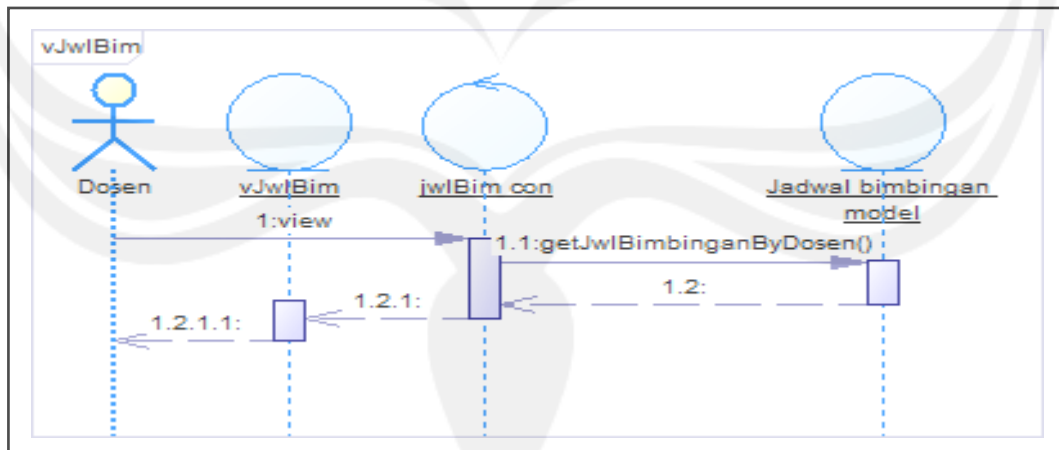 vJwlBim
Dosen
vJwlBim
jwlBim con
Jadwal bimbingan
model
1:view
1.1:getJwlBimbinganByDosen()
1.2:
1.2.1:
1.2.1.1: